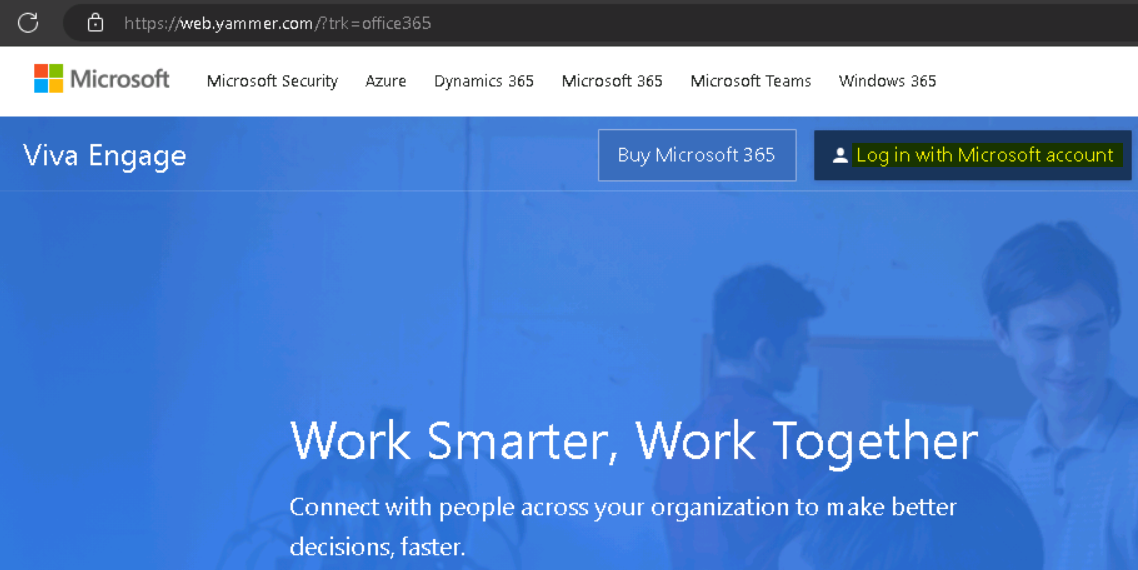 https://web.yammer.com/?trk=office365
Microsoft Microsoft Security Azure Dynamics 365 Microsoft 365 Microsoft Teams Windows 365
Viva Engage Buy Microsoft 365 Log in with Microsoft account
Work Smarter, Work Together
Connect with people across your organization to make better
decisions, faster.